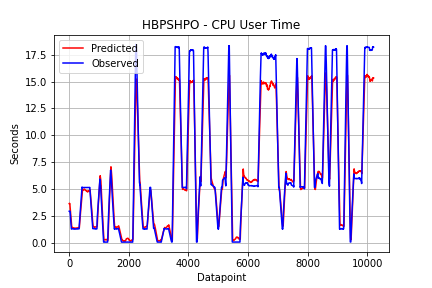 HBPSHPO - CPU User Time
Predicted
Observed
17.5
15.0
12.5
10.0
7.5
5.0
2.5
0.0
Seconds
0 2000 4000 6000 8000 10000
Datapoint